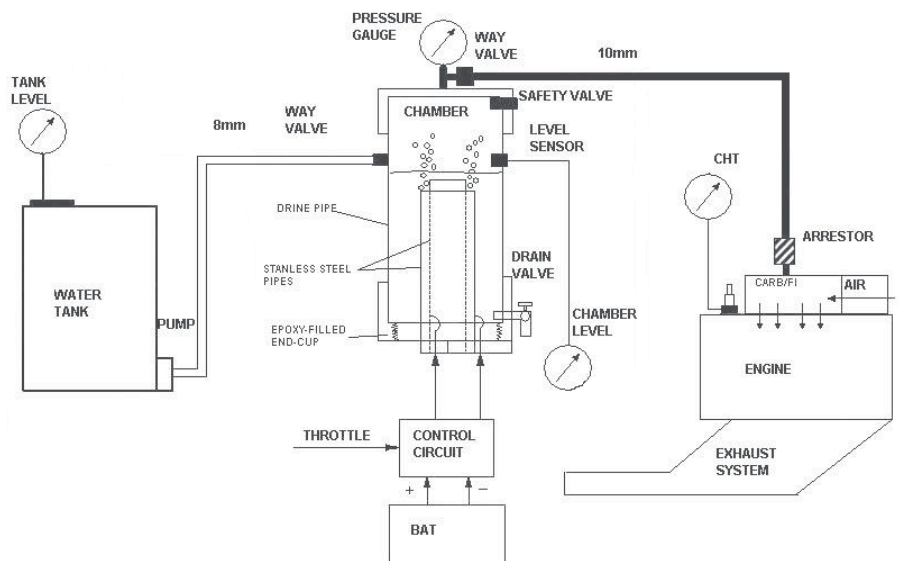 PRESSURE
GAUGE
WAY
VALVE
10mm
TANK
LEVEL
SAFETY VALVE
CHAMBER
8mm
WAY
VALVE
LEVEL
SENSOR
CHT
DRINE PIPE
ARRESTOR
STANLESS STEEL
PIPES
DRAIN
VALVE
CARB/FI
AIR
WATER
TANK
PUMP
EPOXY-FILLED
END-CUP
CHAMBER
LEVEL
ENGINE
THROTTLE
CONTROL
CIRCUIT
EXHAUST
SYSTEM
+
−
BAT